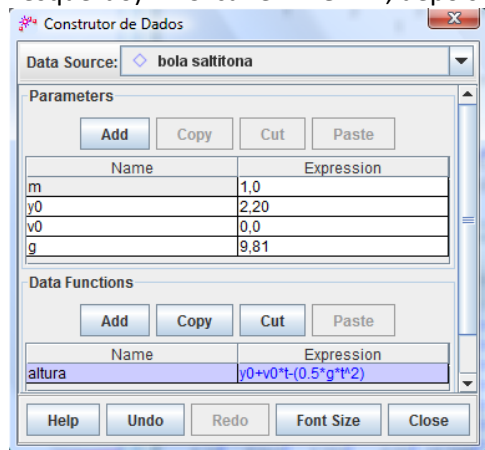 Construtor de Dados
Data Source: bola saltitona
Parameters
Add Copy Cut Paste
Name Expression
m 1,0
y0 2,20
v0 0,0
g 9,81
Data Functions
Add Copy Cut Paste
Name Expression
altura y0+v0*t-(0.5*g*t^2)
Help Undo Redo Font Size Close